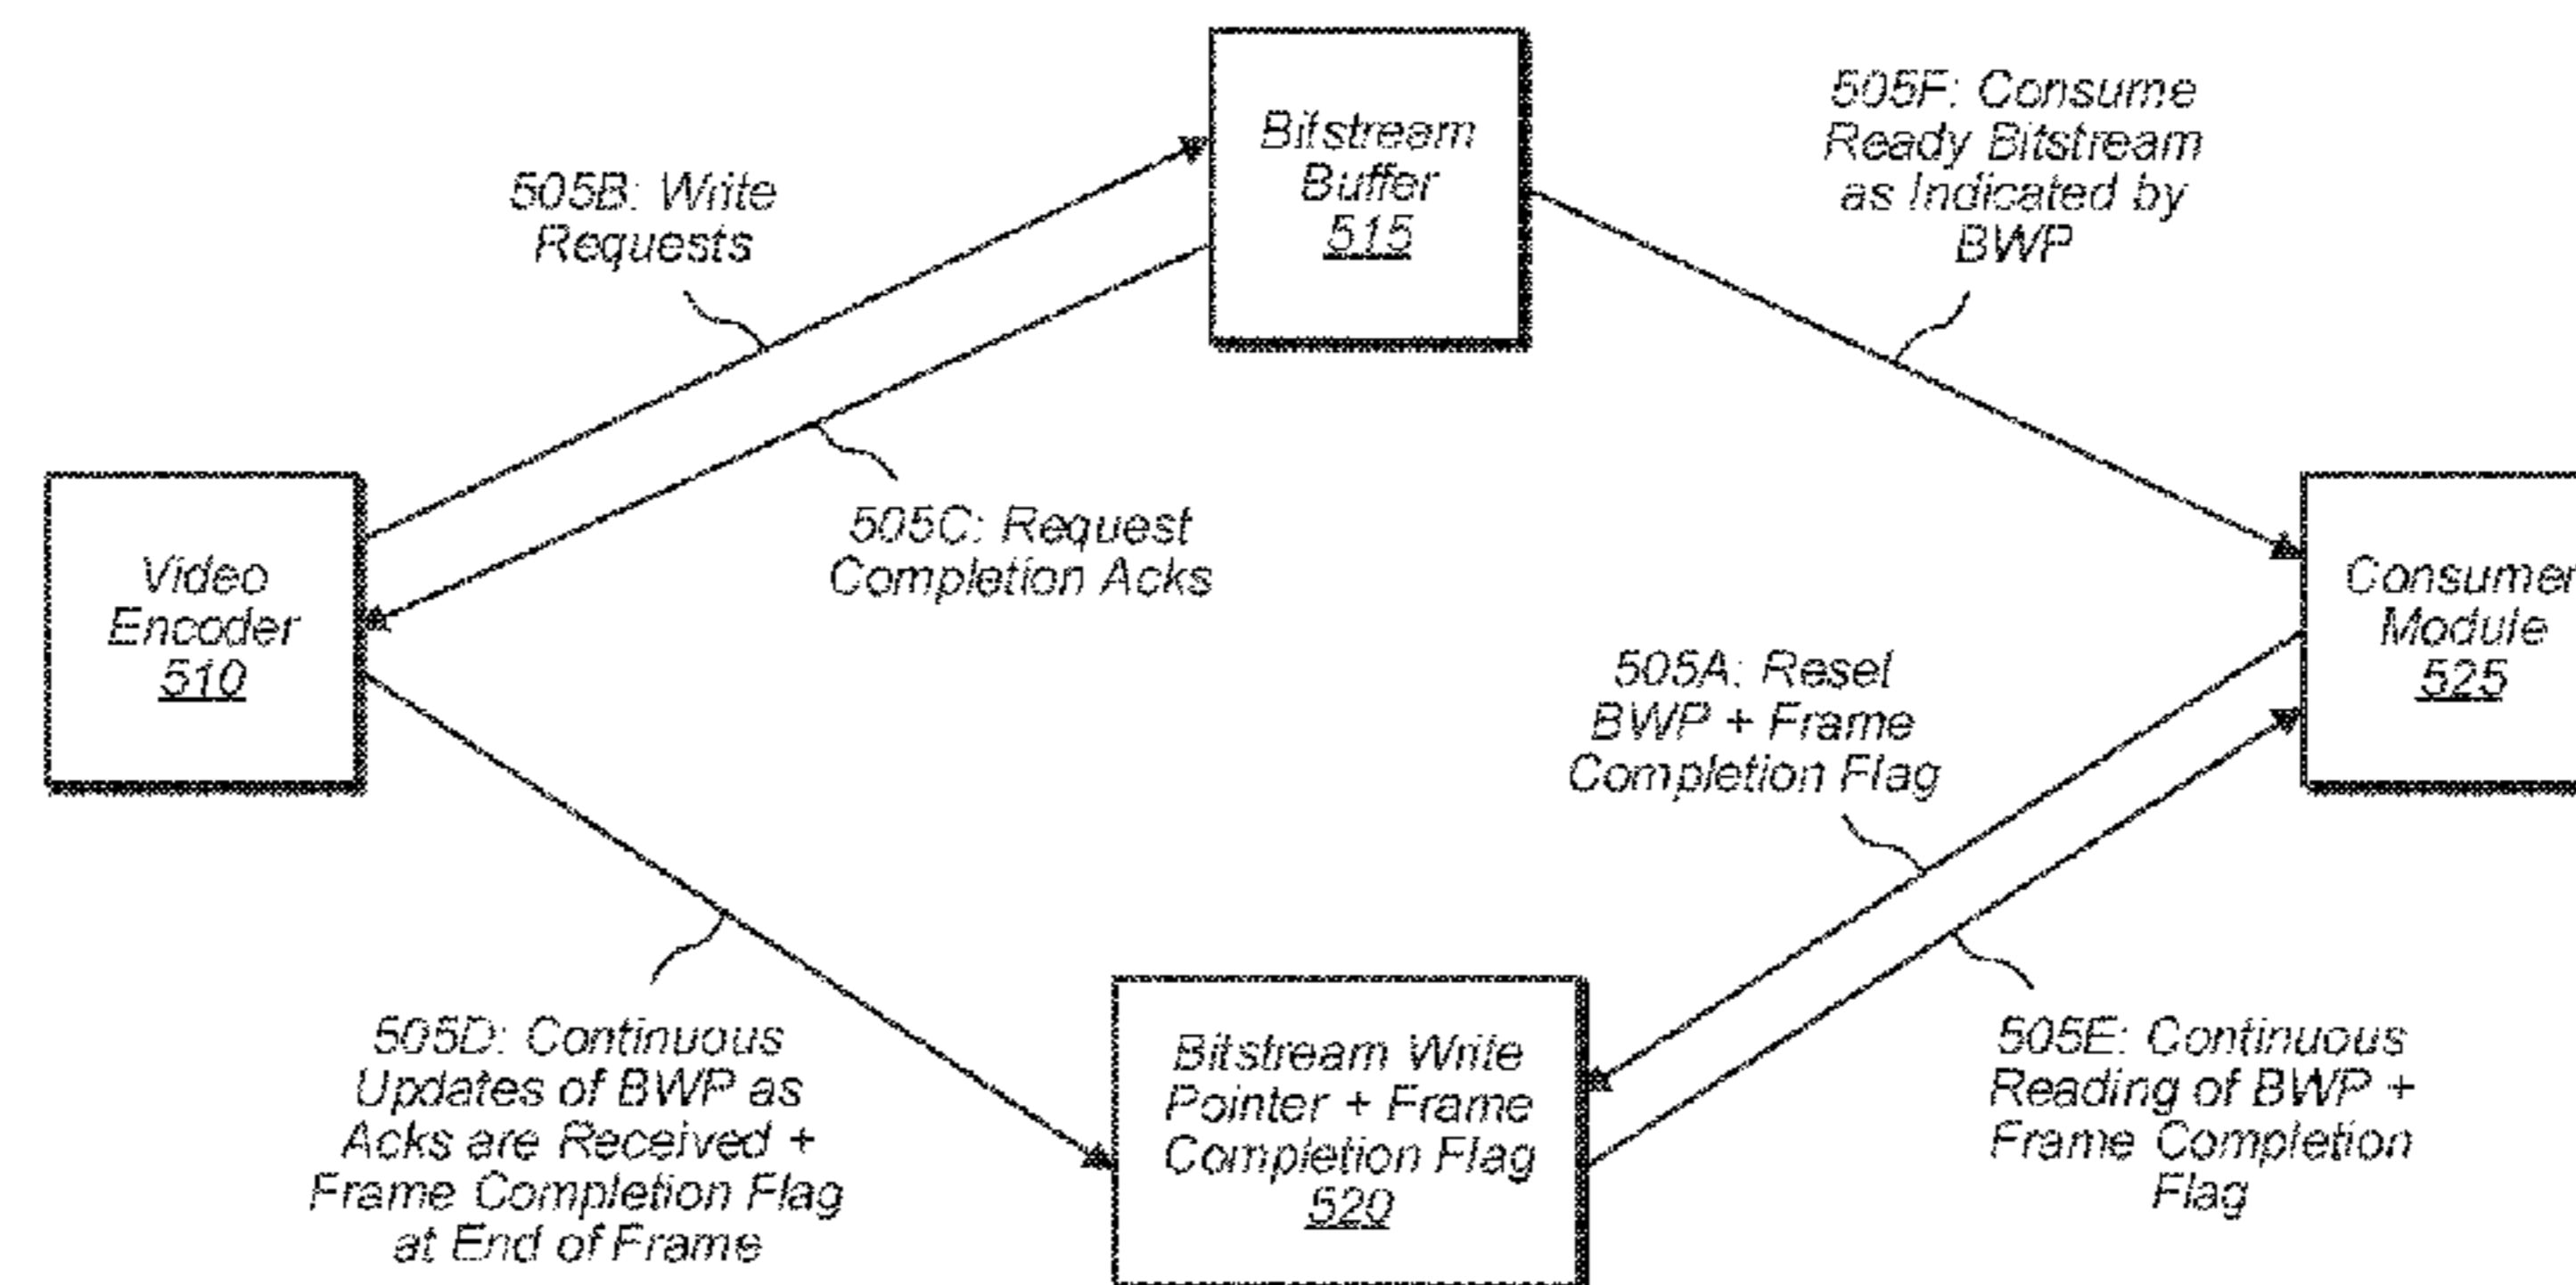 Bitstream
Buffer
515
505F: Consume
Ready Bitstream
as Indicated by
BWP
505B: Write
Requests
505C: Request
Completion Acks
Video
Encoder
510
Consumer
Module
525
505A: Reset
BWP + Frame
Completion Flag
505D: Continuous
Updates of BWP as
Acks are Received +
Frame Completion Flag
at End of Frame
Bitstream Write
Pointer + Frame
Completion Flag
520
505E: Continuous
Reading of BWP +
Frame Completion
Flag